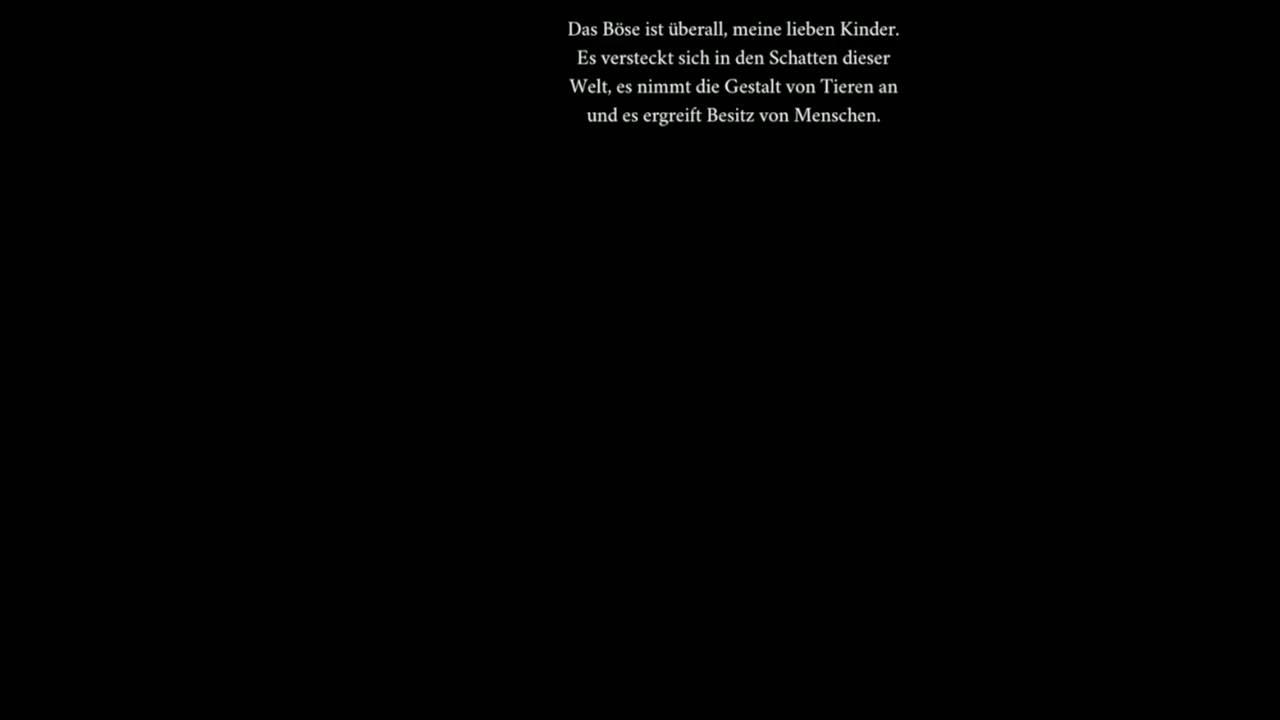 Das Böse ist überall, meine lieben Kinder.
Es versteckt sich in den Schatten dieser
Welt, es nimmt die Gestalt von Tieren an
und es ergreift Besitz von Menschen.